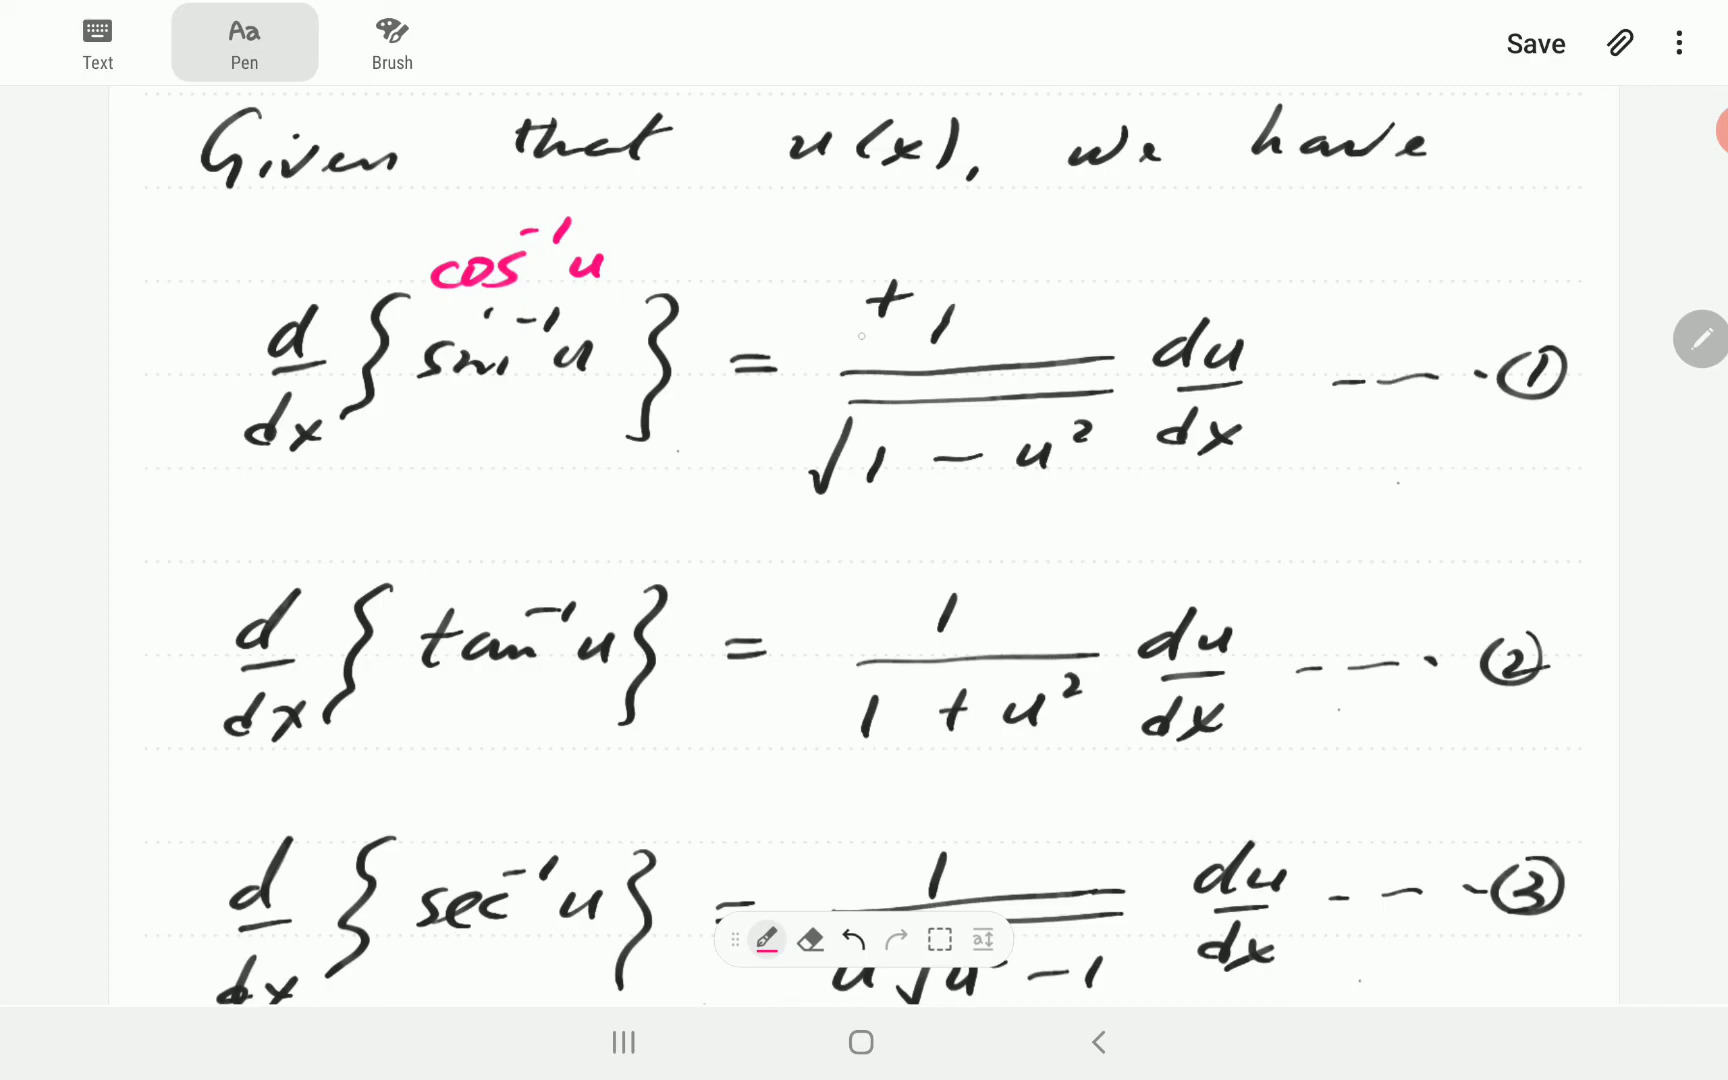 Text
Aa
Pen
Brush
Save
Given that u(x), we have
cos⁻¹u
d/dx { sin⁻¹u } = +1/√(1 − u²) du/dx ---- ①
d/dx { tan⁻¹u } = 1/(1 + u²) du/dx ---- ②
d/dx { sec⁻¹u } = 1/(u√(u² − 1)) du/dx ---- ③